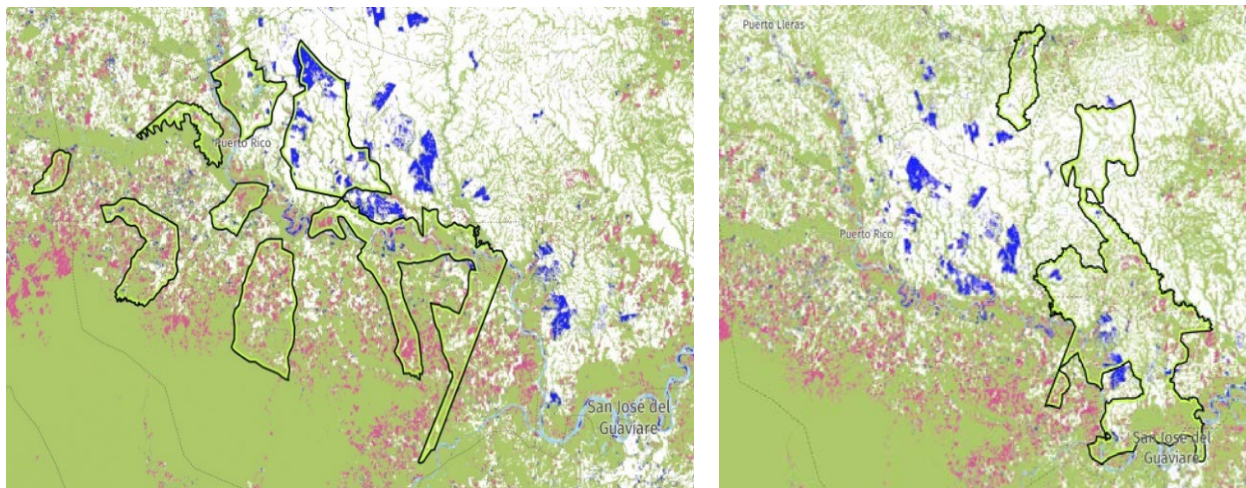 Puerto Rico
San José del
Guaviare
Puerto Lleras
Puerto Rico
San José del
Guaviare